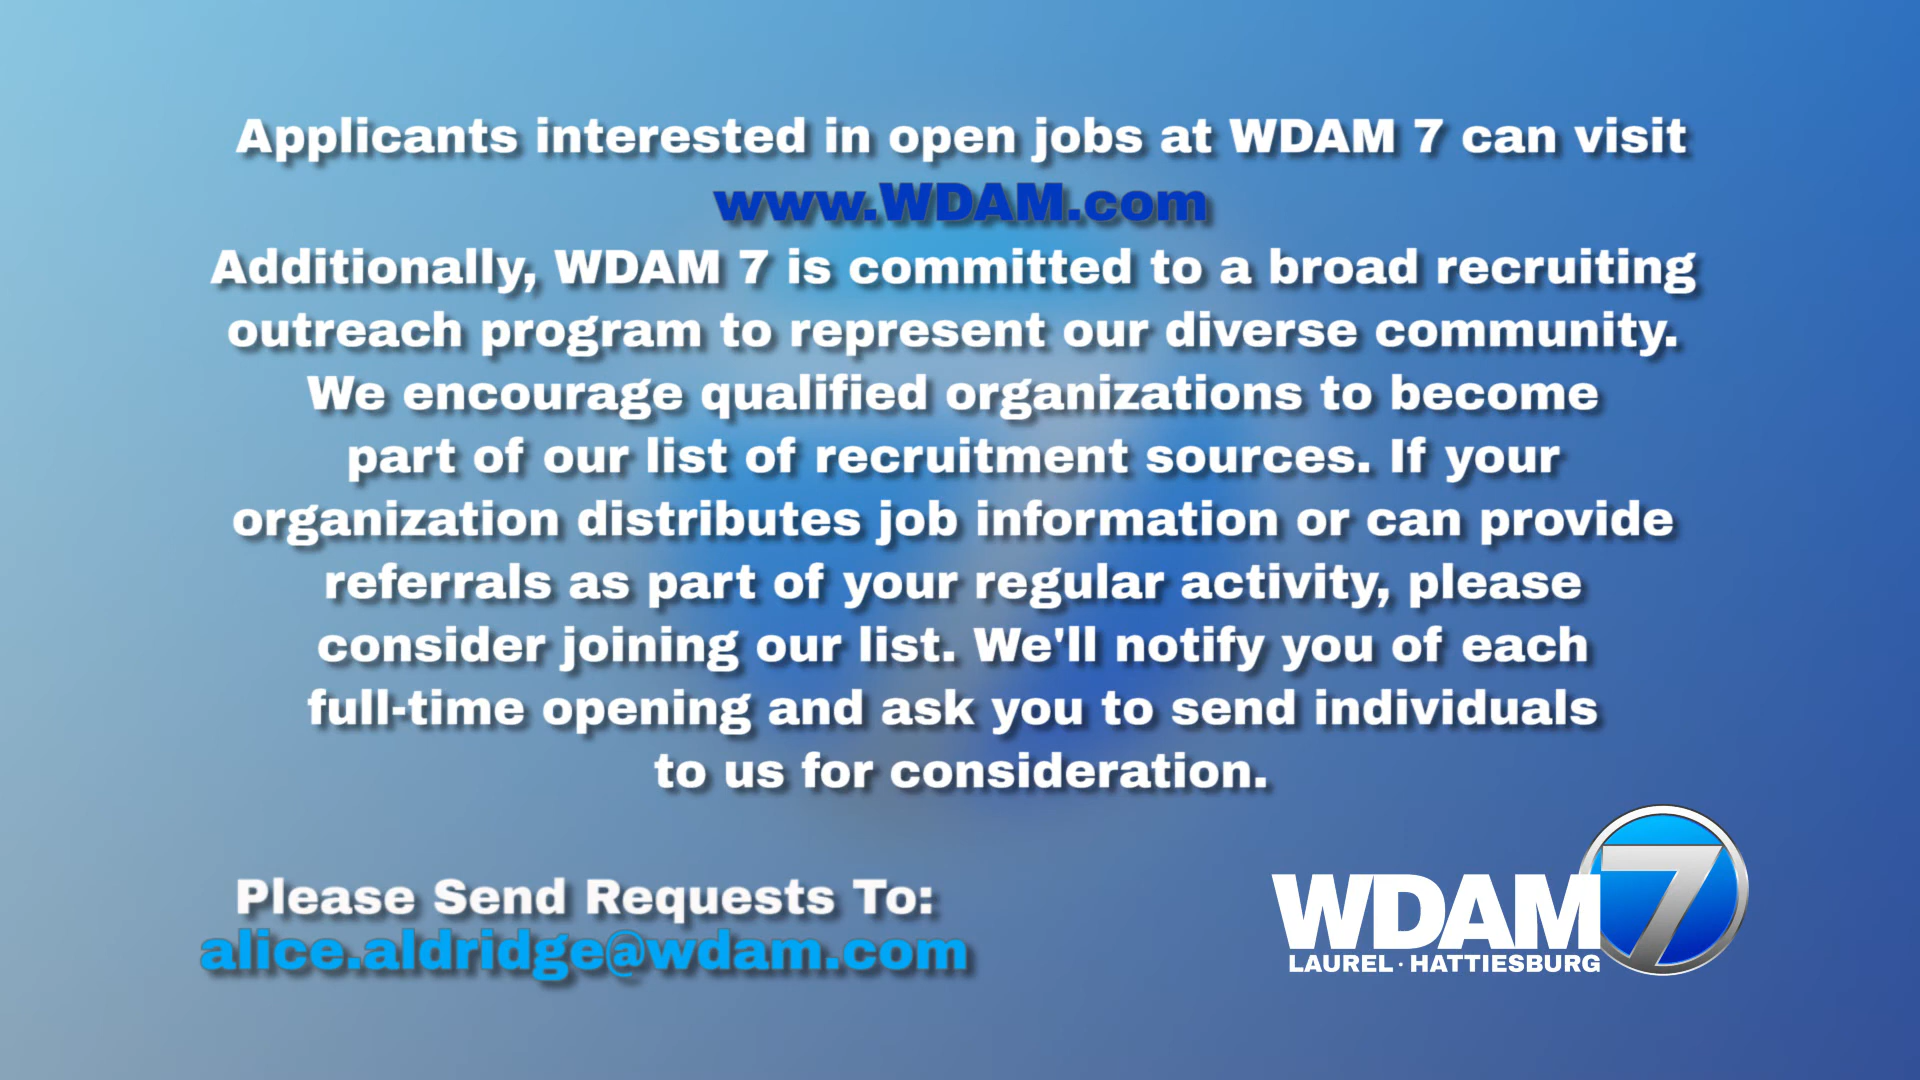 Applicants interested in open jobs at WDAM 7 can visit
www.WDAM.com
Additionally, WDAM 7 is committed to a broad recruiting
outreach program to represent our diverse community.
We encourage qualified organizations to become
part of our list of recruitment sources. If your
organization distributes job information or can provide
referrals as part of your regular activity, please
consider joining our list. We'll notify you of each
full-time opening and ask you to send individuals
to us for consideration.
Please Send Requests To:
alice.aldridge@wdam.com
WDAM 7
LAUREL · HATTIESBURG